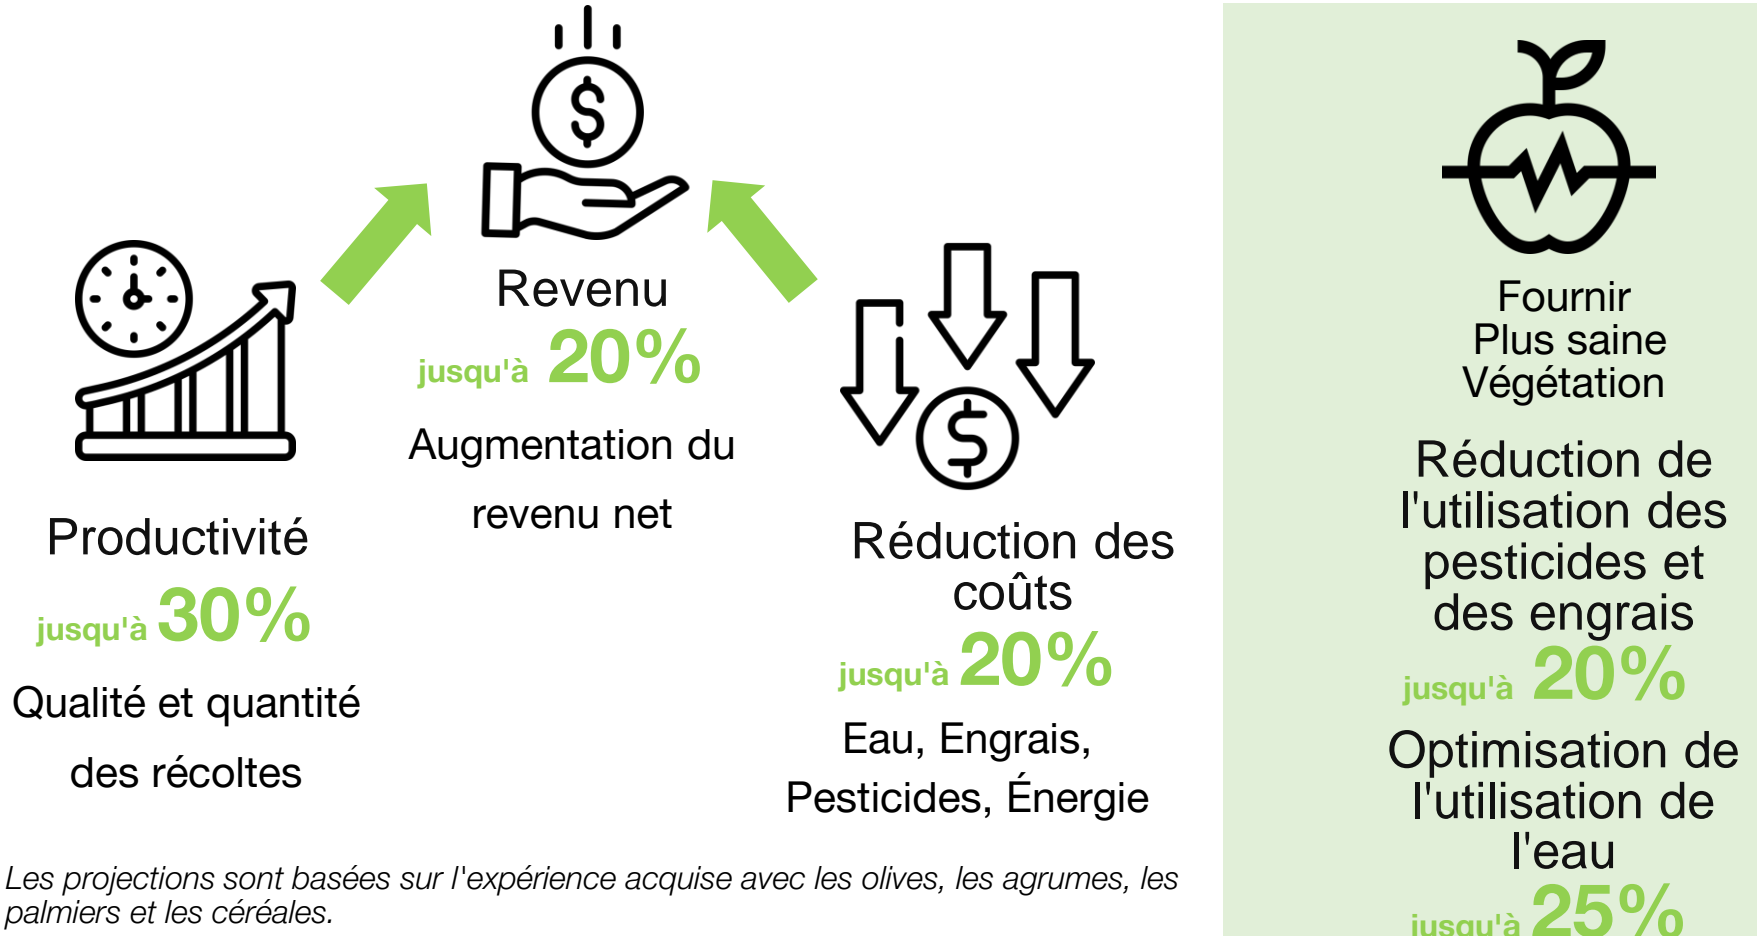 Revenu
jusqu'à 20%
Augmentation du
revenu net
Productivité
jusqu'à 30%
Qualité et quantité
des récoltes
Réduction des
coûts
jusqu'à 20%
Eau, Engrais,
Pesticides, Énergie
Les projections sont basées sur l'expérience acquise avec les olives, les agrumes, les
palmiers et les céréales.
Fournir
Plus saine
Végétation
Réduction de
l'utilisation des
pesticides et
des engrais
jusqu'à 20%
Optimisation de
l'utilisation de
l'eau
jusqu'à 25%